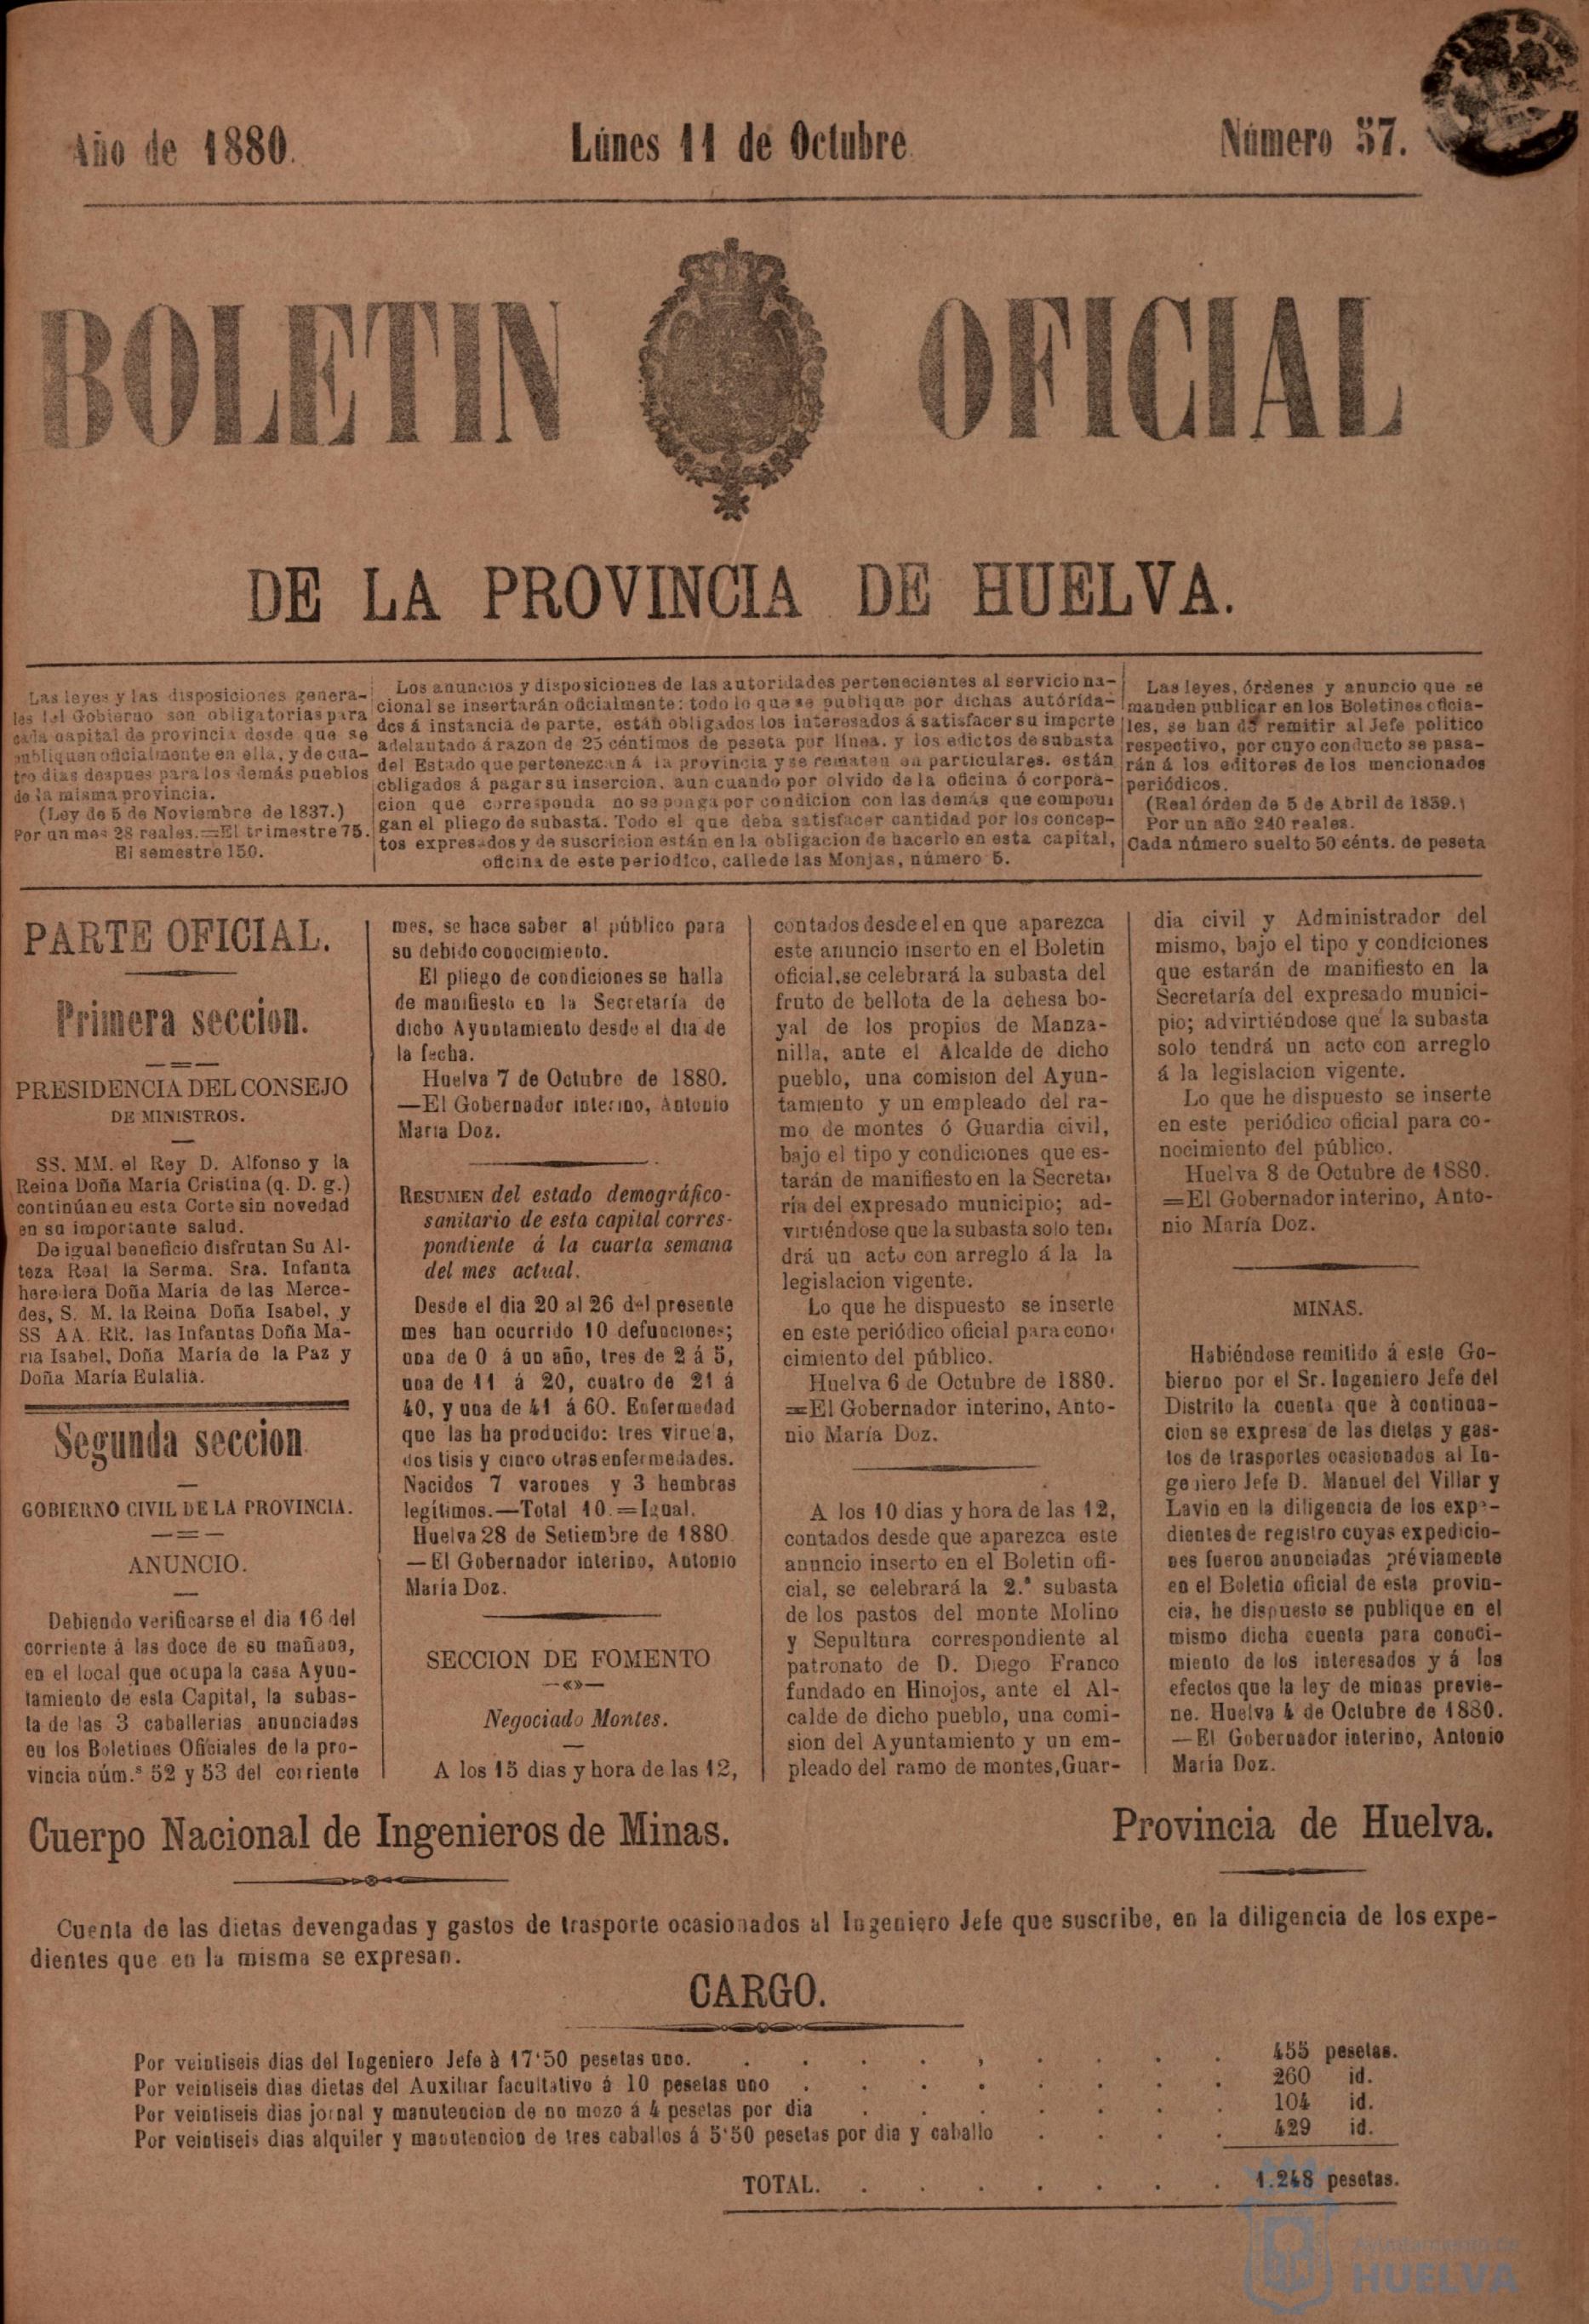 Año de 1880.
Lúnes 11 de Octubre
Número 57.
BOLETIN OFICIAL
DE LA PROVINCIA DE HUELVA.
Las leyes y las disposiciones genera-
les del Gobierno son obligatorias para
cada capital de provincia desde que se
publiquen oficialmente en ella, y de cua-
tro dias despues para los demás pueblos
de la misma provincia.
(Ley de 5 de Noviembre de 1837.)
Por un mes 28 reales.=El trimestre 75.
El semestre 150.
Los anuncios y disposiciones de las autoridades pertenecientes al servicio na-
cional se insertarán oficialmente: todo lo que se publique por dichas autórida-
des á instancia de parte, están obligados los interesados á satisfacer su importe
adelantado á razon de 25 céntimos de peseta por línea. y los edictos de subasta
del Estado que pertenezcan á la provincia y se rematen en particulares. están
obligados á pagar su insercion, aun cuando por olvido de la oficina ó corpora-
cion que corresponda no se ponga por condicion con las demás que compon
gan el pliego de subasta. Todo el que deba satisfacer cantidad por los concep-
tos expresados y de suscricion están en la obligacion de hacerlo en esta capital,
oficina de este periodico, calle de las Monjas, número 5.
Las leyes, órdenes y anuncio que se
manden publicar en los Boletines oficia-
les, se han de remitir al Jefe politico
respectivo, por cuyo conducto se pasa-
rán á los editores de los mencionados
periódicos.
(Real órden de 5 de Abril de 1839.)
Por un año 240 reales.
Cada número suelto 50 cénts. de peseta
PARTE OFICIAL.
Primera seccion.
PRESIDENCIA DEL CONSEJO
DE MINISTROS.
SS. MM. el Rey D. Alfonso y la
Reina Doña María Cristina (q. D. g.)
continúan en esta Corte sin novedad
en su importante salud.
De igual beneficio disfrutan Su Al-
teza Real la Serma. Sra. Infanta
heredera Doña María de las Merce-
des, S. M. la Reina Doña Isabel, y
SS AA. RR. las Infantas Doña Ma-
ria Isabel, Doña María de la Paz y
Doña María Eulalia.
Segunda seccion.
GOBIERNO CIVIL DE LA PROVINCIA.
ANUNCIO.
Debiendo verificarse el dia 16 del
corriente á las doce de su mañana,
en el local que ocupa la casa Ayun-
tamiento de esta Capital, la subas-
ta de las 3 caballerias anunciadas
en los Boletines Oficiales de la pro-
vincia núm.s 52 y 53 del corriente
mes, se hace saber al público para
su debido conocimiento.
El pliego de condiciones se halla
de manifiesto en la Secretaría de
dicho Ayuntamiento desde el dia de
la fecha.
Huelva 7 de Octubre de 1880.
—El Gobernador interino, Antonio
Maria Doz.
RESUMEN del estado demográfico-
sanitario de esta capital corres-
pondiente á la cuarta semana
del mes actual.
Desde el dia 20 al 26 del presente
mes han ocurrido 10 defunciones;
una de 0 á un año, tres de 2 á 5,
una de 11 á 20, cuatro de 21 á
40, y una de 41 á 60. Enfermedad
que las ha producido: tres viruela,
dos tisis y cinco otras enfermedades.
Nacidos 7 varones y 3 hembras
legítimos.—Total 10.=Igual.
Huelva 28 de Setiembre de 1880.
—El Gobernador interino, Antonio
Maria Doz.
SECCION DE FOMENTO
Negociado Montes.
A los 15 dias y hora de las 12,
contados desde el en que aparezca
este anuncio inserto en el Boletin
oficial, se celebrará la subasta del
fruto de bellota de la dehesa bo-
yal de los propios de Manza-
nilla, ante el Alcalde de dicho
pueblo, una comision del Ayun-
tamiento y un empleado del ra-
mo de montes ó Guardia civil,
bajo el tipo y condiciones que es-
tarán de manifiesto en la Secreta-
ría del expresado municipio; ad-
virtiéndose que la subasta solo ten-
drá un acto con arreglo á la la
legislacion vigente.
Lo que he dispuesto se inserte
en este periódico oficial para cono-
cimiento del público.
Huelva 6 de Octubre de 1880.
=El Gobernador interino, Anto-
nio María Doz.
A los 10 dias y hora de las 12,
contados desde que aparezca este
anuncio inserto en el Boletin ofi-
cial, se celebrará la 2.ª subasta
de los pastos del monte Molino
y Sepultura correspondiente al
patronato de D. Diego Franco
fundado en Hinojos, ante el Al-
calde de dicho pueblo, una comi-
sion del Ayuntamiento y un em-
pleado del ramo de montes, Guar-
dia civil y Administrador del
mismo, bajo el tipo y condiciones
que estarán de manifiesto en la
Secretaría del expresado munici-
pio; advirtiéndose que la subasta
solo tendrá un acto con arreglo
á la legislacion vigente.
Lo que he dispuesto se inserte
en este periódico oficial para co-
nocimiento del público.
Huelva 8 de Octubre de 1880.
=El Gobernador interino, Anto-
nio María Doz.
MINAS.
Habiéndose remitido á este Go-
bierno por el Sr. Ingeniero Jefe del
Distrito la cuenta que à continua-
cion se expresa de las dietas y gas-
tos de trasportes ocasionados al In-
geniero Jefe D. Manuel del Villar y
Lavin en la diligencia de los expe-
dientes de registro cuyas expedicio-
nes fueron anunciadas préviamente
en el Boletin oficial de esta provin-
cia, he dispuesto se publique en el
mismo dicha cuenta para conoci-
miento de los interesados y á los
efectos que la ley de minas previe-
ne. Huelva 4 de Octubre de 1880.
—El Gobernador interino, Antonio
María Doz.
Cuerpo Nacional de Ingenieros de Minas.
Provincia de Huelva.
Cuenta de las dietas devengadas y gastos de trasporte ocasionados al Ingeniero Jefe que suscribe, en la diligencia de los expe-
dientes que en la misma se expresan.
CARGO.
Por veintiseis dias del Ingeniero Jefe à 17'50 pesetas uno. 455 pesetas.
Por veintiseis dias dietas del Auxiliar facultativo á 10 pesetas uno 260 id.
Por veintiseis dias jornal y manutencion de un mozo á 4 pesetas por dia 104 id.
Por veintiseis dias alquiler y manutencion de tres caballos á 5'50 pesetas por dia y caballo 429 id.
TOTAL. 1.248 pesetas.
Ayuntamiento de
HUELVA